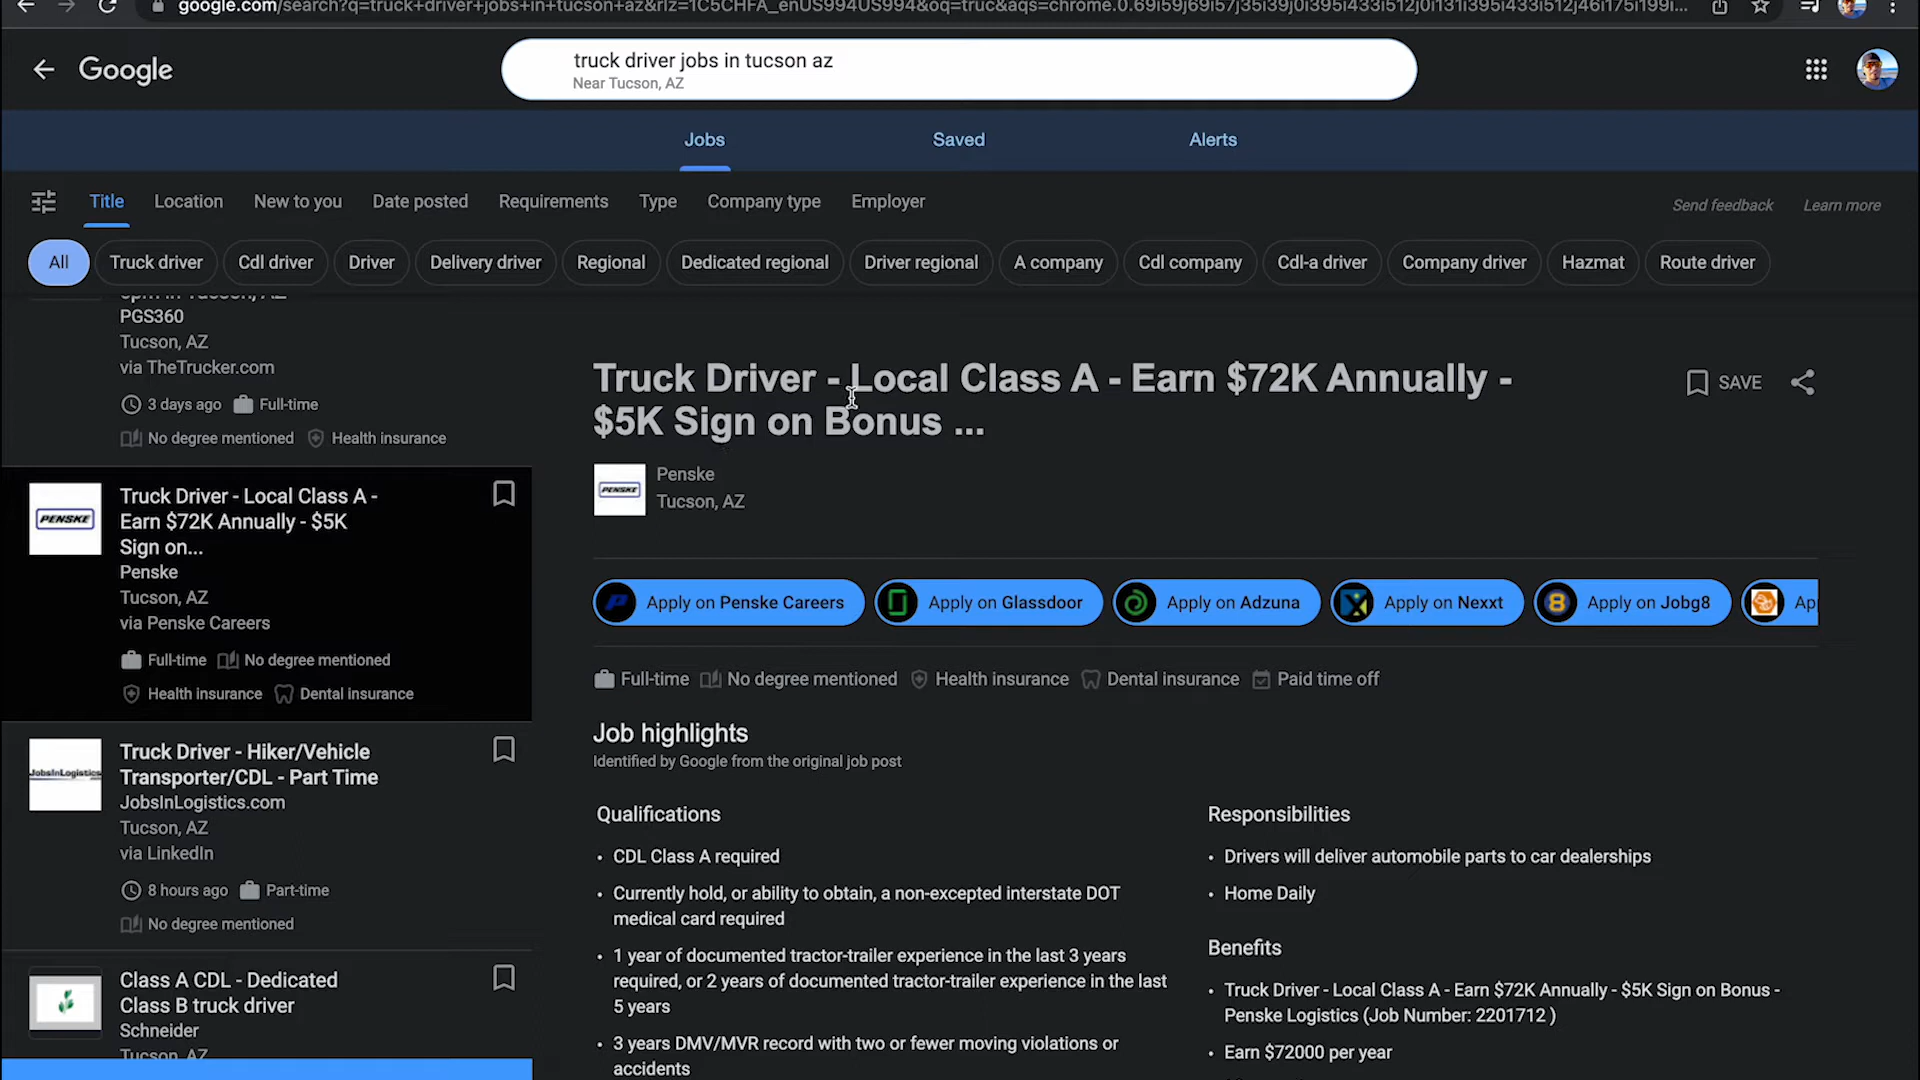 google.com/search?q=truck+driver+jobs+in+tucson+az&rlz=1C5CHFA_enUS994US994&oq=truc&aqs=chrome.0.69i59j69i57j35i39j0i395i433i512j0i131i395i433i512j46i175i199i...
Google
truck driver jobs in tucson az
Near Tucson, AZ
Jobs
Saved
Alerts
Title
Location
New to you
Date posted
Requirements
Type
Company type
Employer
Send feedback
Learn more
All
Truck driver
Cdl driver
Driver
Delivery driver
Regional
Dedicated regional
Driver regional
A company
Cdl company
Cdl-a driver
Company driver
Hazmat
Route driver
PGS360
Tucson, AZ
via TheTrucker.com
3 days ago Full-time
No degree mentioned Health insurance
PENSKE
Truck Driver - Local Class A -
Earn $72K Annually - $5K
Sign on...
Penske
Tucson, AZ
via Penske Careers
Full-time No degree mentioned
Health insurance Dental insurance
JobsInLogistics
Truck Driver - Hiker/Vehicle
Transporter/CDL - Part Time
JobsInLogistics.com
Tucson, AZ
via LinkedIn
8 hours ago Part-time
No degree mentioned
Class A CDL - Dedicated
Class B truck driver
Schneider
Tucson, AZ
Truck Driver - Local Class A - Earn $72K Annually -
$5K Sign on Bonus ...
SAVE
PENSKE
Penske
Tucson, AZ
Apply on Penske Careers
Apply on Glassdoor
Apply on Adzuna
Apply on Nexxt
Apply on Jobg8
Ap
Full-time No degree mentioned Health insurance Dental insurance Paid time off
Job highlights
Identified by Google from the original job post
Qualifications
• CDL Class A required
• Currently hold, or ability to obtain, a non-excepted interstate DOT
medical card required
• 1 year of documented tractor-trailer experience in the last 3 years
required, or 2 years of documented tractor-trailer experience in the last
5 years
• 3 years DMV/MVR record with two or fewer moving violations or
accidents
Responsibilities
• Drivers will deliver automobile parts to car dealerships
• Home Daily
Benefits
• Truck Driver - Local Class A - Earn $72K Annually - $5K Sign on Bonus -
Penske Logistics (Job Number: 2201712 )
• Earn $72000 per year